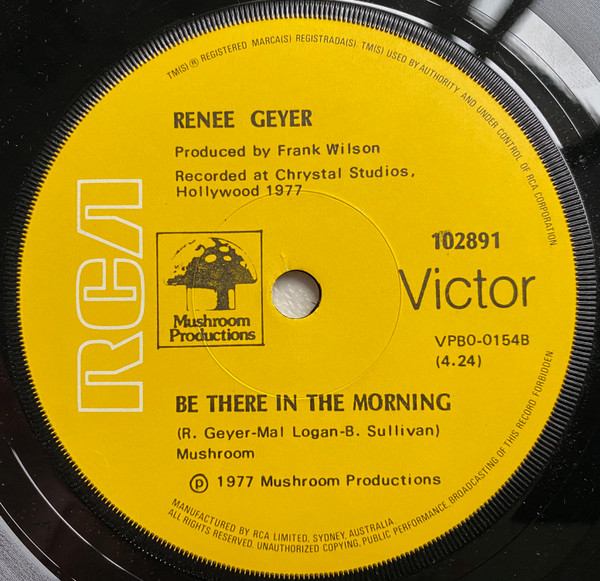 TM(S) ® REGISTERED MARCA(S) REGISTRADA(S). TM(S) USED BY AUTHORITY AND UNDER CONTROL OF RCA CORPORATION.
RENEE GEYER
Produced by Frank Wilson
Recorded at Chrystal Studios,
Hollywood 1977
RCA
102891
Victor
Mushroom
Productions
VPBO-0154B
(4.24)
BE THERE IN THE MORNING
(R. Geyer-Mal Logan-B. Sullivan)
Mushroom
Ⓟ 1977 Mushroom Productions
MANUFACTURED BY RCA LIMITED, SYDNEY, AUSTRALIA.
ALL RIGHTS RESERVED. UNAUTHORIZED COPYING, PUBLIC PERFORMANCE, BROADCASTING OF THIS RECORD FORBIDDEN.